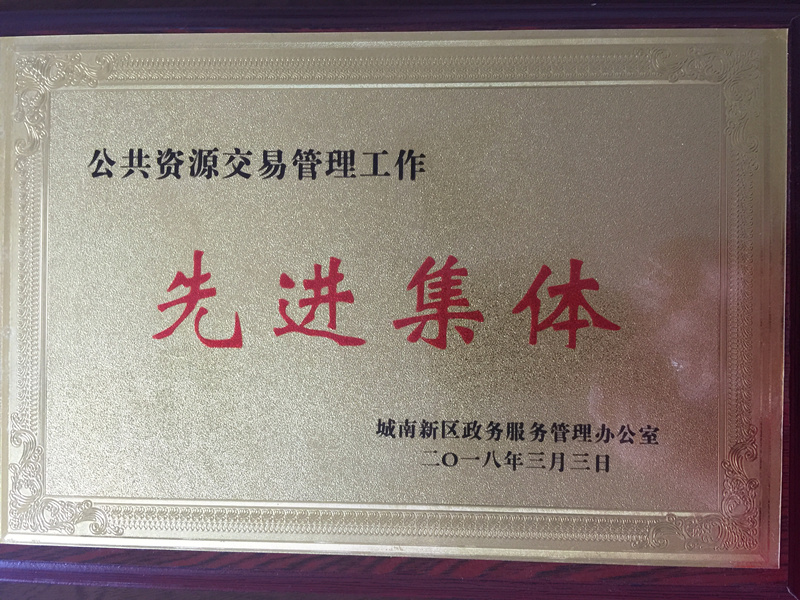 公共资源交易管理工作
先进集体
城南新区政务服务管理办公室
二〇一八年三月三日